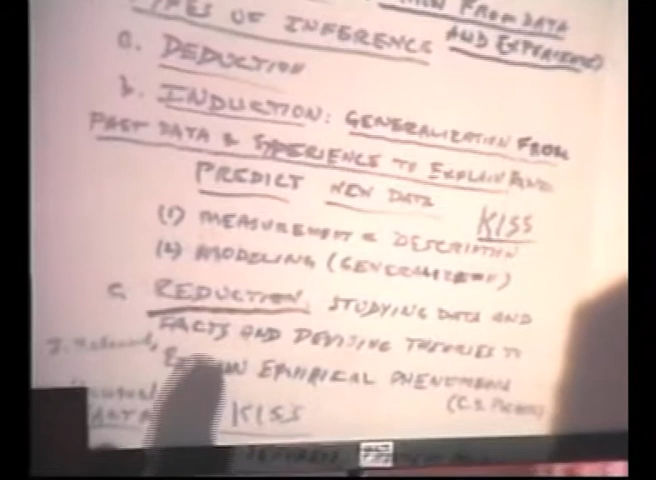 FROM DATA
TYPES OF INFERENCE AND EXPERIENCE)
a. DEDUCTION
b. INDUCTION: GENERALIZATION FROM
PAST DATA & EXPERIENCE TO EXPLAIN AND
PREDICT NEW DATA
KISS
(1) MEASUREMENT & DESCRIPTION
(2) MODELING (GENERALIZATION)
c. REDUCTION: STUDYING DATA AND
FACTS AND DEVISING THEORIES TO
EMPIRICAL PHENOMENA
KISS